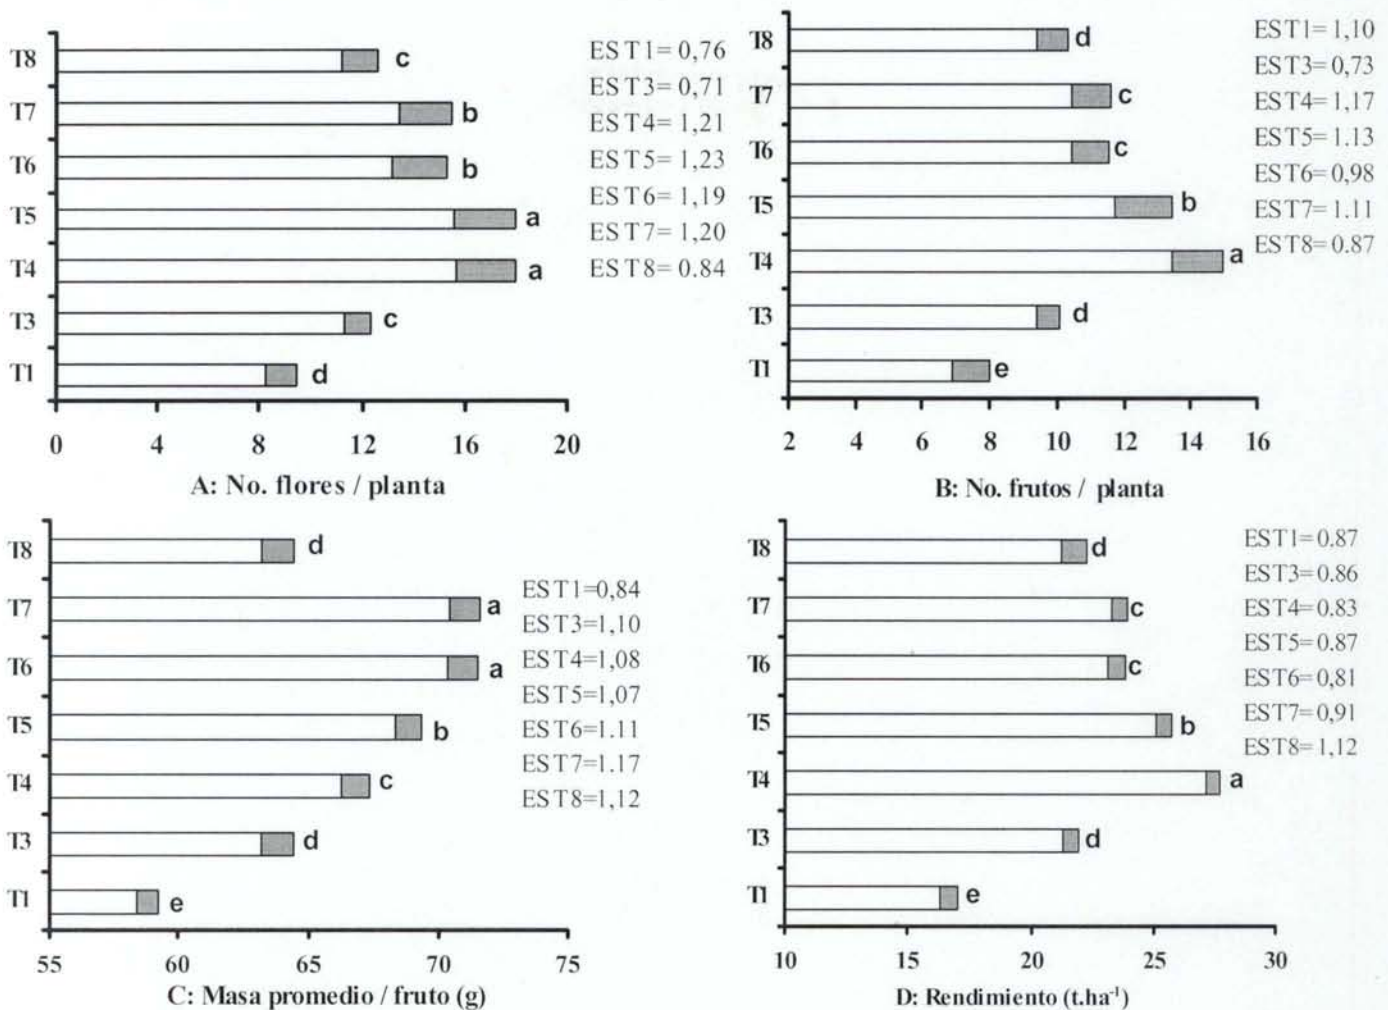 T8 c
T7 b
T6 b
T5 a
T4 a
T3 c
T1 d
0 4 8 12 16 20
A: No. flores / planta
EST1= 0,76
EST3= 0,71
EST4= 1,21
EST5= 1,23
EST6= 1,19
EST7= 1,20
EST8= 0.84
T8 d
T7 c
T6 c
T5 b
T4 a
T3 d
T1 e
2 4 6 8 10 12 14 16
B: No. frutos / planta
EST1= 1,10
EST3= 0,73
EST4= 1,17
EST5= 1.13
EST6= 0,98
EST7= 1.11
EST8= 0.87
T8 d
T7 a
T6 a
T5 b
T4 c
T3 d
T1 e
55 60 65 70 75
C: Masa promedio / fruto (g)
EST1=0,84
EST3=1,10
EST4=1,08
EST5=1,07
EST6=1.11
EST7=1.17
EST8=1,12
T8 d
T7 c
T6 c
T5 b
T4 a
T3 d
T1 e
10 15 20 25 30
D: Rendimiento (t.ha⁻¹)
EST1= 0.87
EST3= 0.86
EST4= 0.83
EST5= 0.87
EST6= 0,81
EST7= 0,91
EST8= 1,12